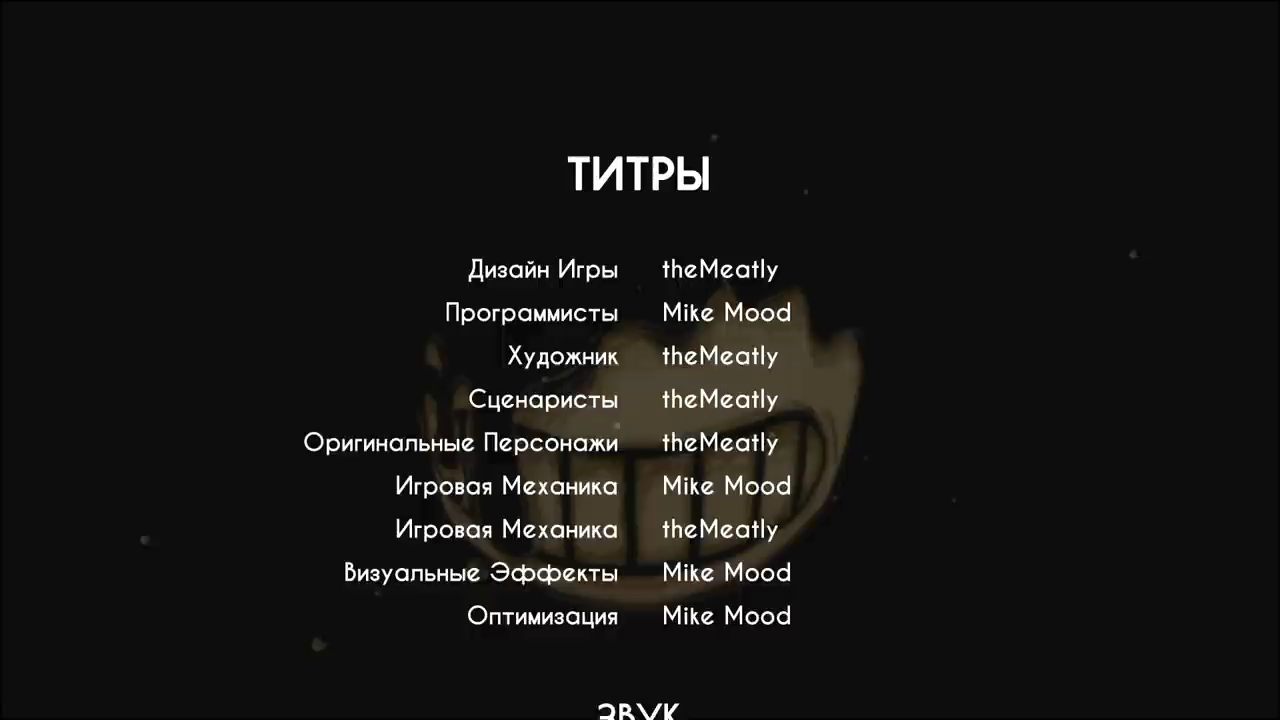 ТИТРЫ
Дизайн Игры theMeatly
Программисты Mike Mood
Художник theMeatly
Сценаристы theMeatly
Оригинальные Персонажи theMeatly
Игровая Механика Mike Mood
Игровая Механика theMeatly
Визуальные Эффекты Mike Mood
Оптимизация Mike Mood
ЗВУК